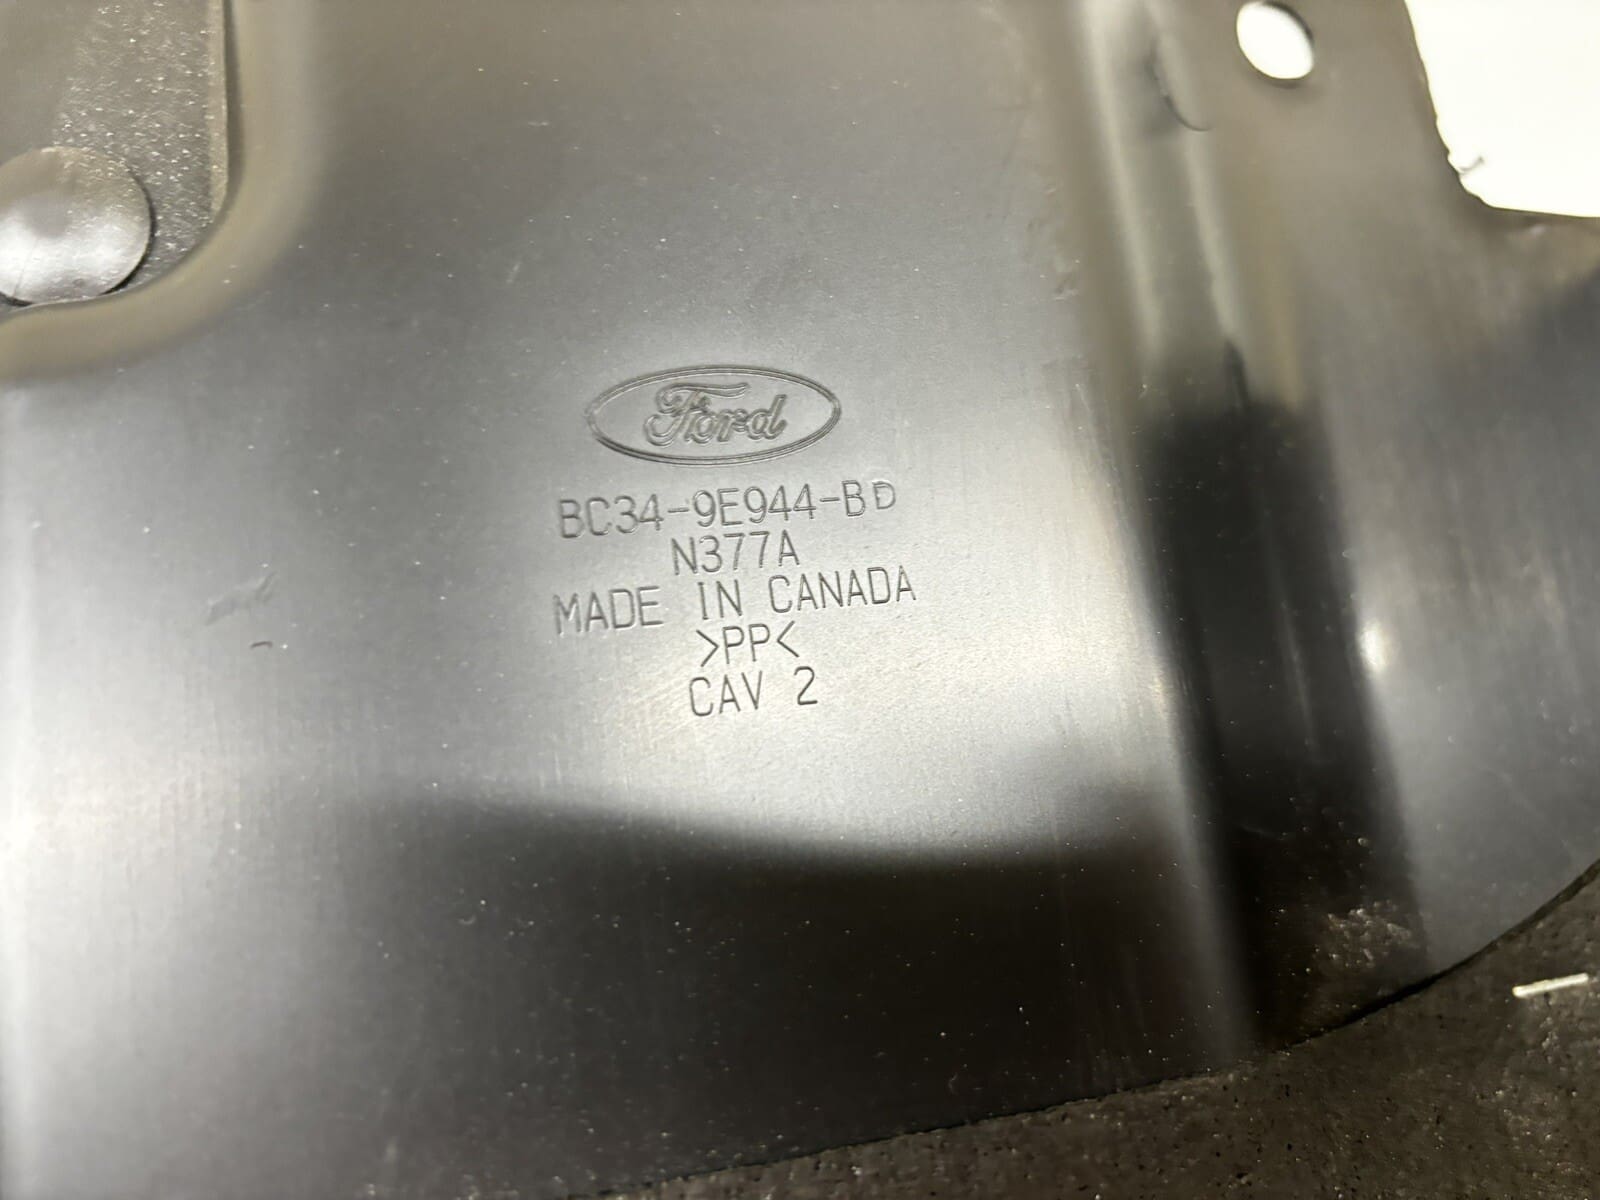 Ford
BC34-9E944-BD
N377A
MADE IN CANADA
>PP<
CAV 2